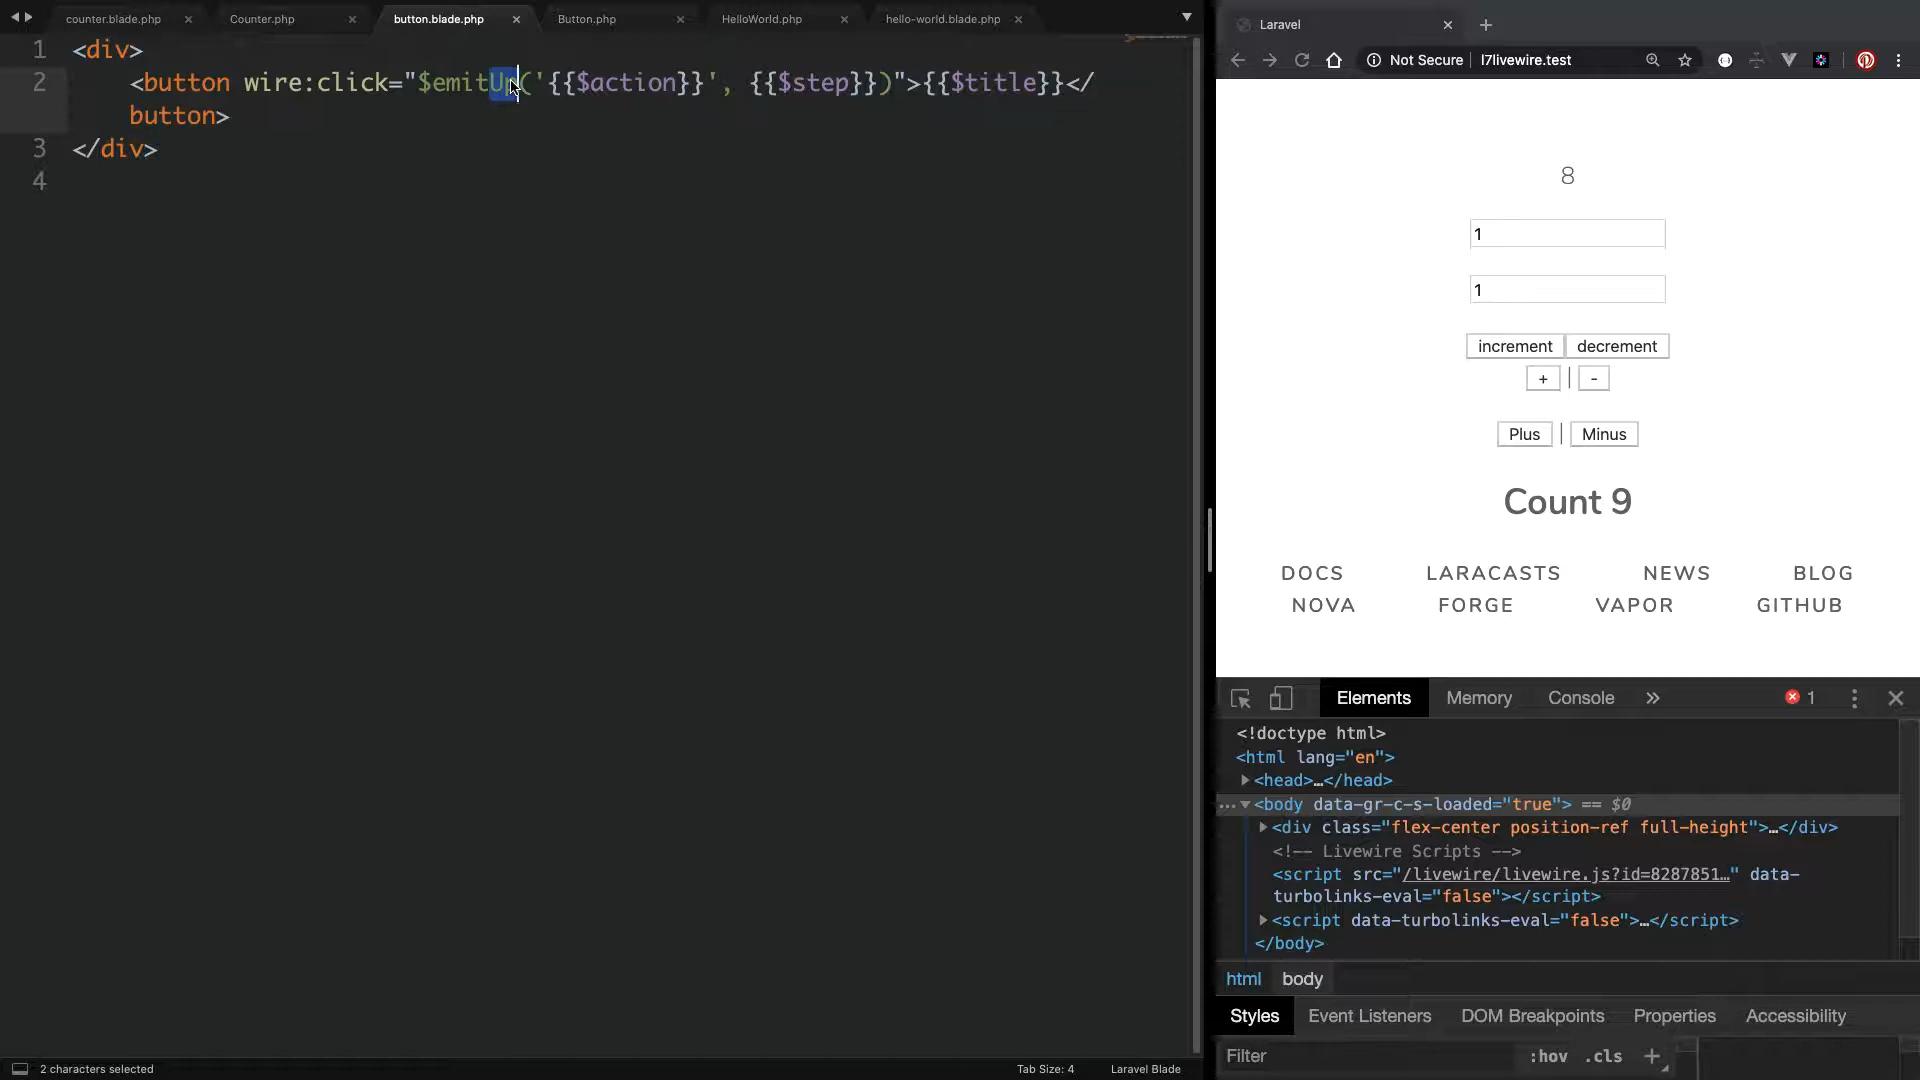 counter.blade.php
Counter.php
button.blade.php
Button.php
HelloWorld.php
hello-world.blade.php
1 <div>
2 <button wire:click="$emitUp('{{$action}}', {{$step}})">{{$title}}</
button>
3 </div>
4
2 characters selected
Tab Size: 4
Laravel Blade
Laravel
Not Secure
l7livewire.test
8
1
1
increment decrement
+ | -
Plus | Minus
Count 9
DOCS LARACASTS NEWS BLOG
NOVA FORGE VAPOR GITHUB
Elements Memory Console » 1
<!doctype html>
<html lang="en">
<head>…</head>
… <body data-gr-c-s-loaded="true"> == $0
<div class="flex-center position-ref full-height">…</div>
<!-- Livewire Scripts -->
<script src="/livewire/livewire.js?id=8287851…" data-
turbolinks-eval="false"></script>
<script data-turbolinks-eval="false">…</script>
</body>
html body
Styles Event Listeners DOM Breakpoints Properties Accessibility
Filter :hov .cls +